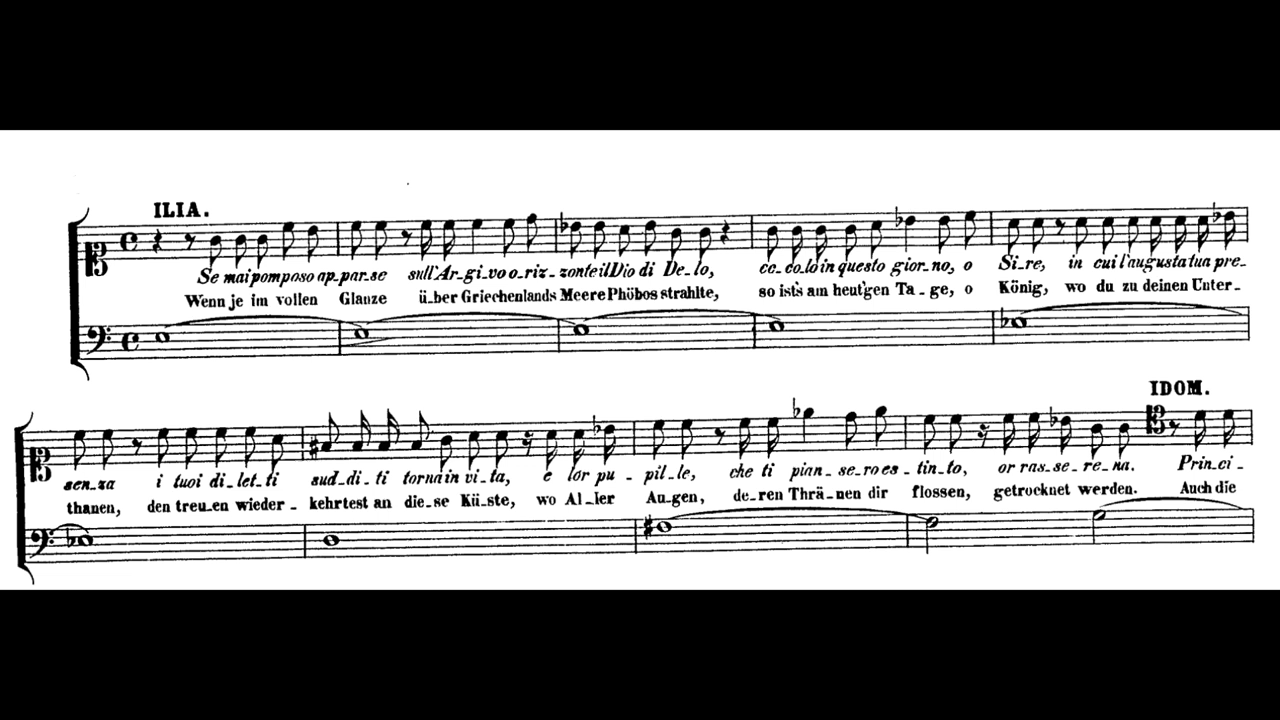 ILIA.
Se mai pomposo ap_par_se sull'Ar_gi_vo o_riz_zonte il Dio di De_lo, ec_co_lo in questo gior_no, o Si_re, in cui l'augusta tua pre_
Wenn je im vollen Glanze ü_ber Griechenlands Meere Phöbos strahlte, so ist's am heut'gen Ta_ge, o König, wo du zu deinen Unter_
IDOM.
sen_za i tuoi di_let_ti sud_di_ti torna in vi_ta, e lor pu_pil_le, che ti pian_se_ro es_tin_to, or ras_se_re_na. Prin_ci_
thanen, den treu_en wieder_kehrtest an die_se Kü_ste, wo Al_ler Au_gen, de_ren Thrä_nen dir flossen, getrocknet werden. Auch die